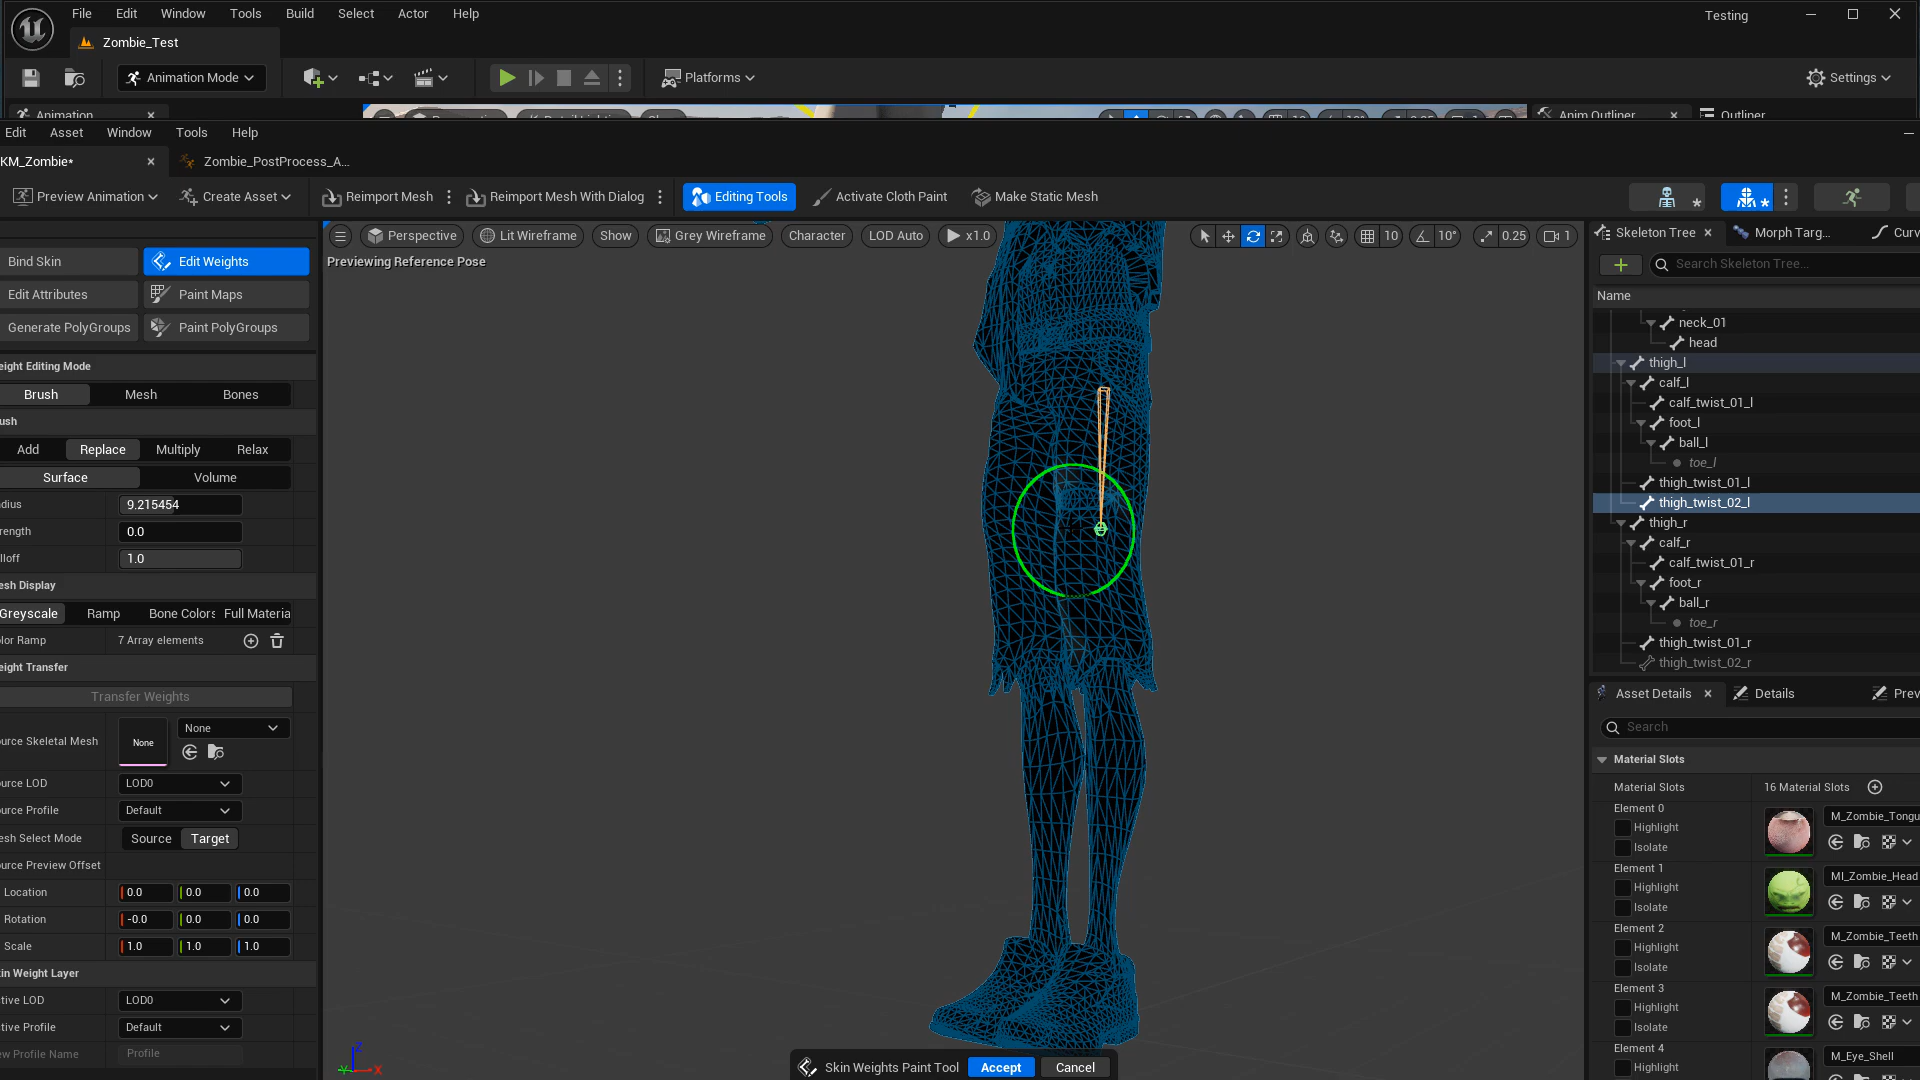 File Edit Window Tools Build Select Actor Help
Testing
Zombie_Test
Animation Mode
Platforms
Settings
Animation
Anim Outliner
Outliner
Edit Asset Window Tools Help
KM_Zombie*
Zombie_PostProcess_A...
Preview Animation
Create Asset
Reimport Mesh
Reimport Mesh With Dialog
Editing Tools
Activate Cloth Paint
Make Static Mesh
Bind Skin
Edit Weights
Edit Attributes
Paint Maps
Generate PolyGroups
Paint PolyGroups
eight Editing Mode
Brush Mesh Bones
ush
Add Replace Multiply Relax
Surface Volume
dius 9.215454
rength 0.0
lloff 1.0
esh Display
Greyscale Ramp Bone Colors Full Materia
lor Ramp 7 Array elements
eight Transfer
Transfer Weights
urce Skeletal Mesh None None
urce LOD LOD0
urce Profile Default
esh Select Mode Source Target
urce Preview Offset
Location 0.0 0.0 0.0
Rotation -0.0 0.0 0.0
Scale 1.0 1.0 1.0
kin Weight Layer
tive LOD LOD0
tive Profile Default
ew Profile Name Profile
Perspective Lit Wireframe Show Grey Wireframe Character LOD Auto x1.0
10 10° 0.25 1
Previewing Reference Pose
Skin Weights Paint Tool Accept Cancel
Skeleton Tree
Morph Targ...
Curv
Search Skeleton Tree...
Name
neck_01
head
thigh_l
calf_l
calf_twist_01_l
foot_l
ball_l
toe_l
thigh_twist_01_l
thigh_twist_02_l
thigh_r
calf_r
calf_twist_01_r
foot_r
ball_r
toe_r
thigh_twist_01_r
thigh_twist_02_r
Asset Details
Details
Prev
Search
Material Slots
Material Slots 16 Material Slots
Element 0
Highlight
Isolate
M_Zombie_Tongu
Element 1
Highlight
Isolate
MI_Zombie_Head
Element 2
Highlight
Isolate
M_Zombie_Teeth
Element 3
Highlight
Isolate
M_Zombie_Teeth
Element 4
Highlight
M_Eye_Shell